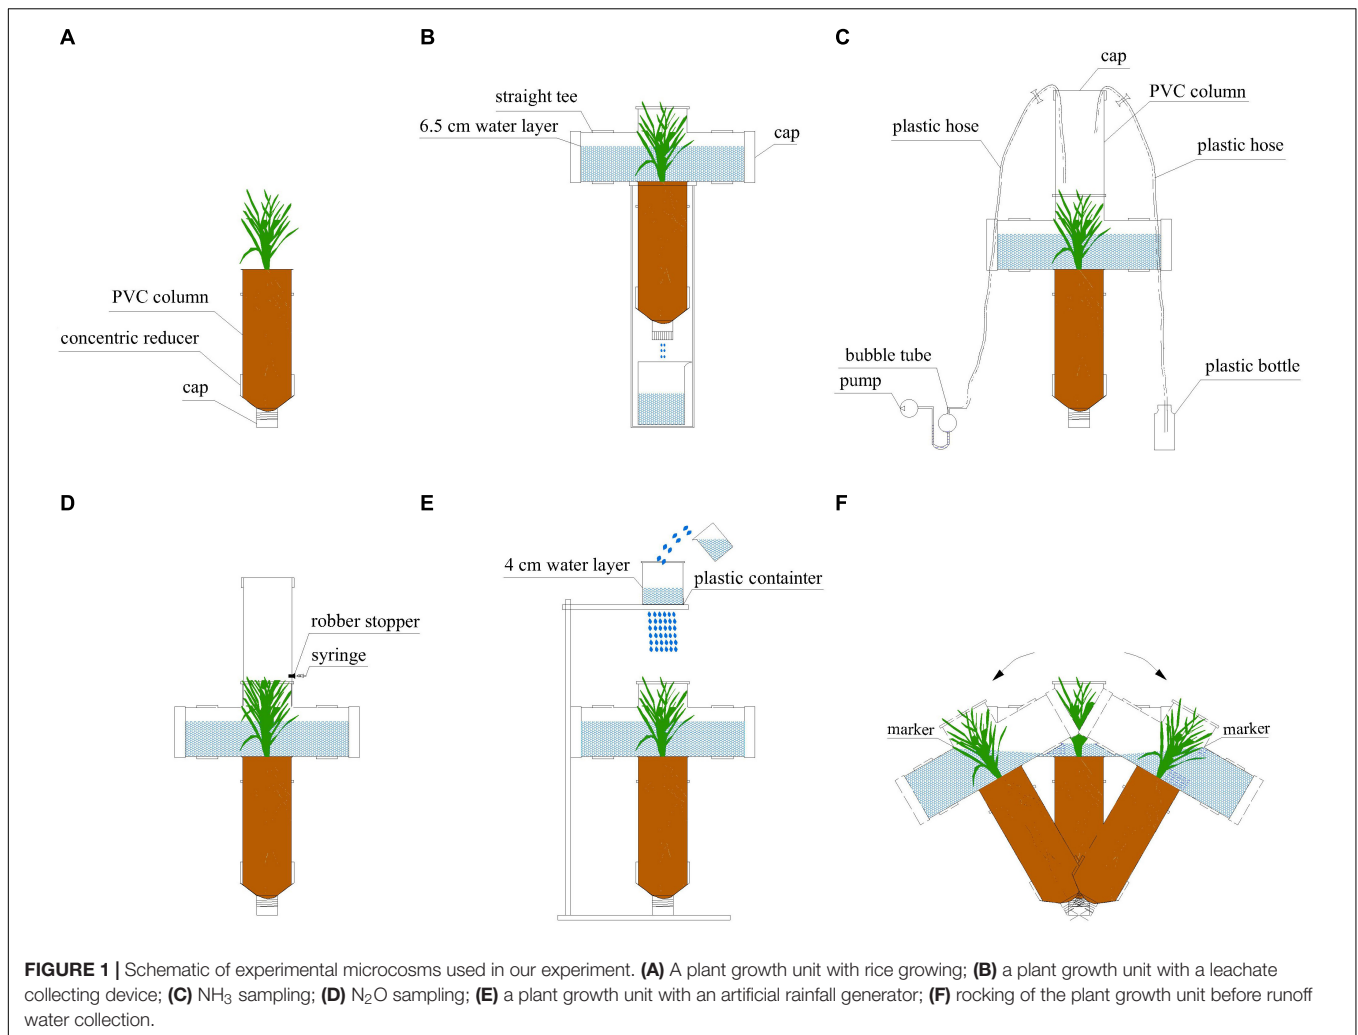 A
PVC column
concentric reducer
cap
B
straight tee
6.5 cm water layer
cap
C
cap
PVC column
plastic hose
plastic hose
bubble tube
pump
plastic bottle
D
robber stopper
syringe
E
4 cm water layer
plastic containter
F
marker
marker
FIGURE 1 | Schematic of experimental microcosms used in our experiment. (A) A plant growth unit with rice growing; (B) a plant growth unit with a leachate
collecting device; (C) NH₃ sampling; (D) N₂O sampling; (E) a plant growth unit with an artificial rainfall generator; (F) rocking of the plant growth unit before runoff
water collection.